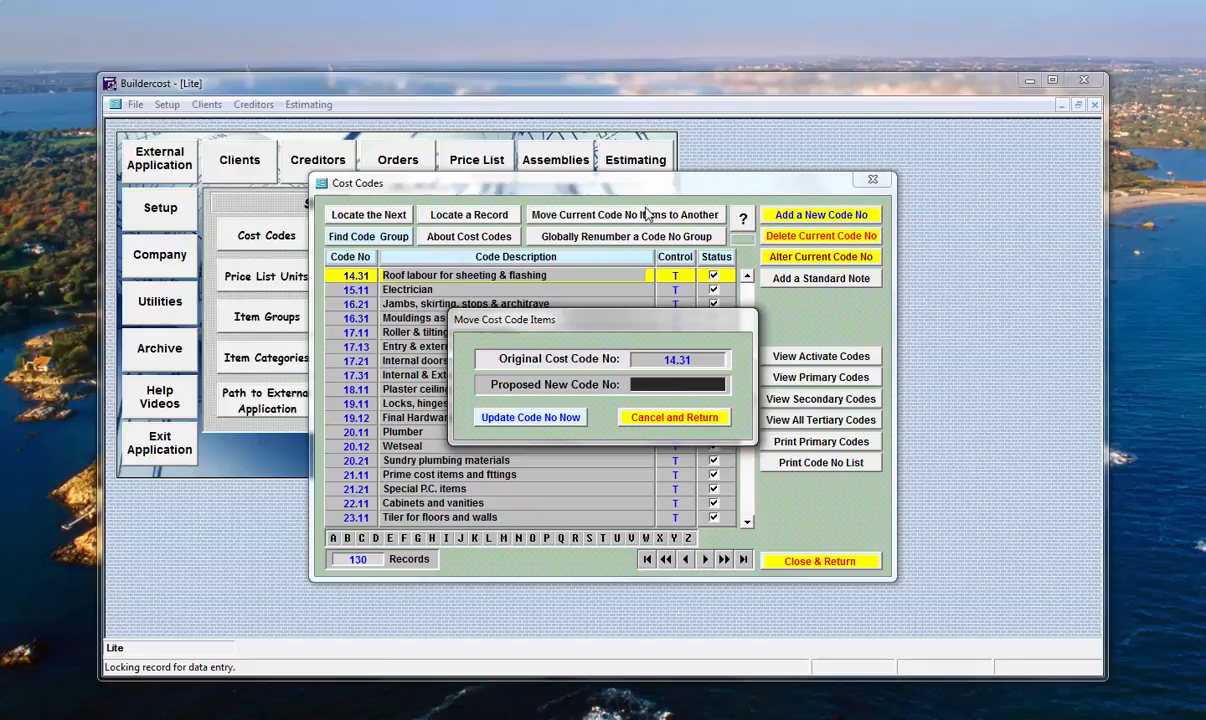 Buildercost - [Lite]
File Setup Clients Creditors Estimating
External Application
Clients
Creditors
Orders
Price List
Assemblies
Estimating
Setup
Company
Utilities
Archive
Help Videos
Exit Application
Cost Codes
Price List Units
Item Groups
Item Categories
Path to External
Application
Cost Codes
Locate the Next
Locate a Record
Move Current Code No Items to Another
?
Add a New Code No
Find Code Group
About Cost Codes
Globally Renumber a Code No Group
Delete Current Code No
Code No Code Description Control Status
Alter Current Code No
14.31 Roof labour for sheeting & flashing T
Add a Standard Note
15.11 Electrician T
16.21 Jambs, skirting, stops & architrave
16.31 Mouldings as
17.11 Roller & tilting
17.13 Entry & exter
17.21 Internal doors
17.31 Internal & Ext
18.11 Plaster ceiling
19.11 Locks, hinges
19.12 Final Hardwar
20.11 Plumber
20.12 Wetseal
20.21 Sundry plumbing materials T
21.11 Prime cost items and fttings T
21.21 Special P.C. items T
22.11 Cabinets and vanities T
23.11 Tiler for floors and walls T
Move Cost Code Items
Original Cost Code No: 14.31
Proposed New Code No:
Update Code No Now
Cancel and Return
View Activate Codes
View Primary Codes
View Secondary Codes
View All Tertiary Codes
Print Primary Codes
Print Code No List
A B C D E F G H I J K L M N O P Q R S T U V W X Y Z
130 Records
Close & Return
Lite
Locking record for data entry.